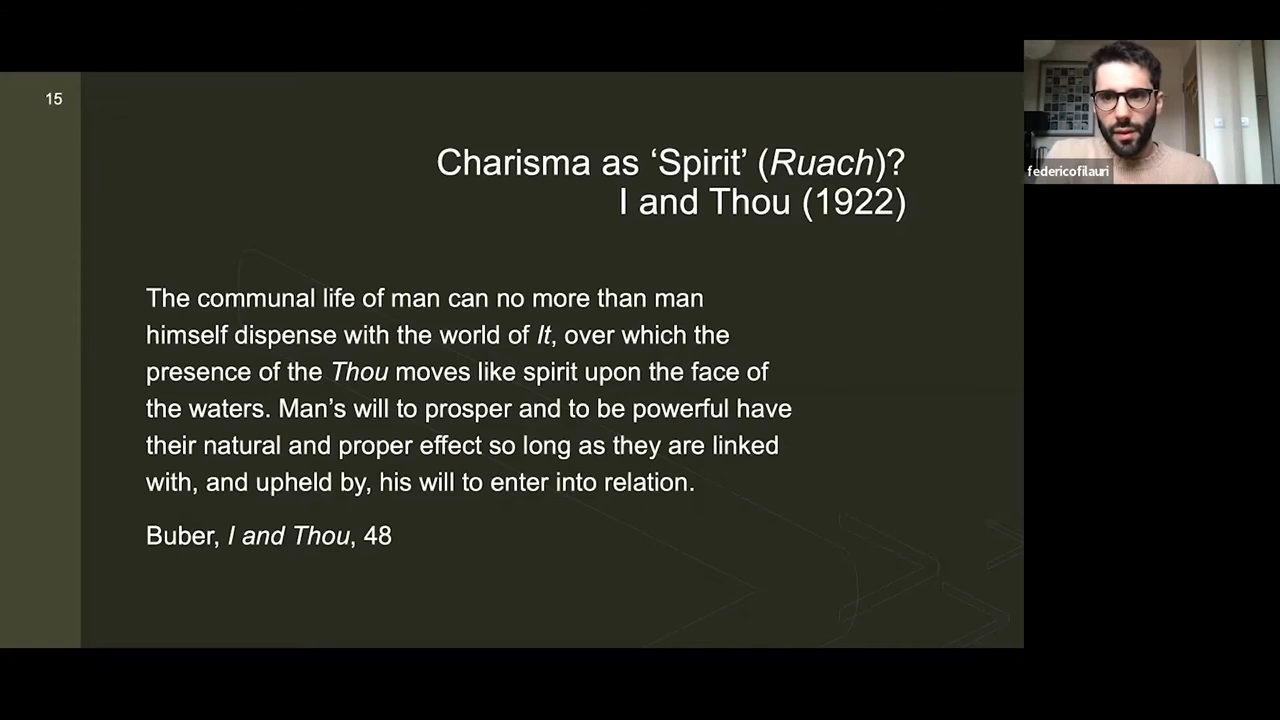 15
Charisma as ‘Spirit’ (Ruach)?
I and Thou (1922)
The communal life of man can no more than man
himself dispense with the world of It, over which the
presence of the Thou moves like spirit upon the face of
the waters. Man’s will to prosper and to be powerful have
their natural and proper effect so long as they are linked
with, and upheld by, his will to enter into relation.
Buber, I and Thou, 48
federicofilauri